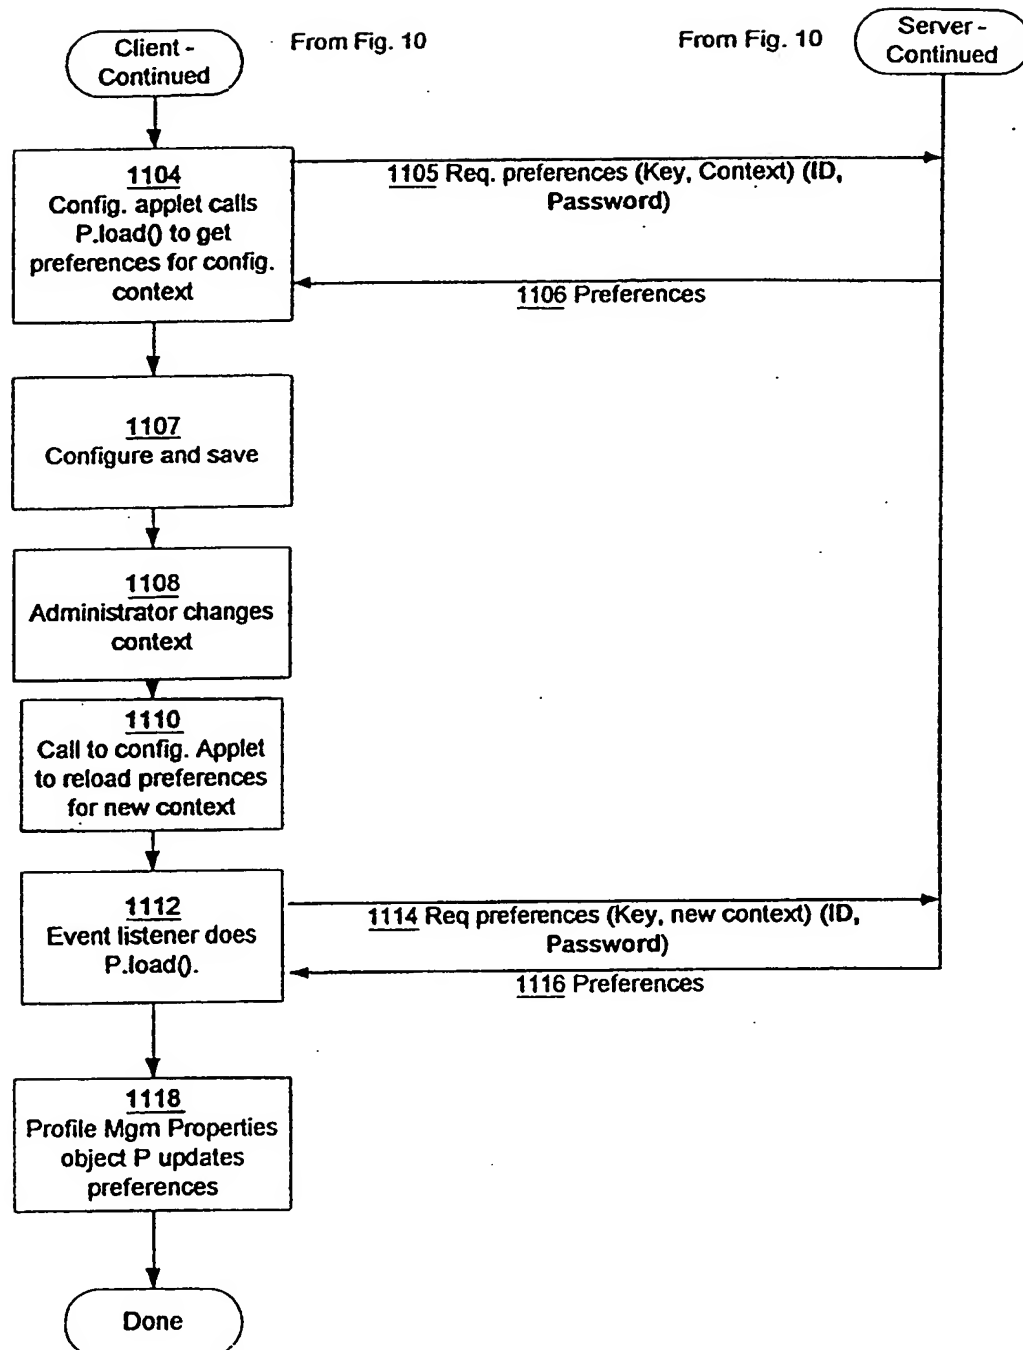 Client -
Continued
From Fig. 10
From Fig. 10
Server -
Continued
1104
Config. applet calls
P.load() to get
preferences for config.
context
1105 Req. preferences (Key, Context) (ID,
Password)
1106 Preferences
1107
Configure and save
1108
Administrator changes
context
1110
Call to config. Applet
to reload preferences
for new context
1112
Event listener does
P.load().
1114 Req preferences (Key, new context) (ID,
Password)
1116 Preferences
1118
Profile Mgm Properties
object P updates
preferences
Done